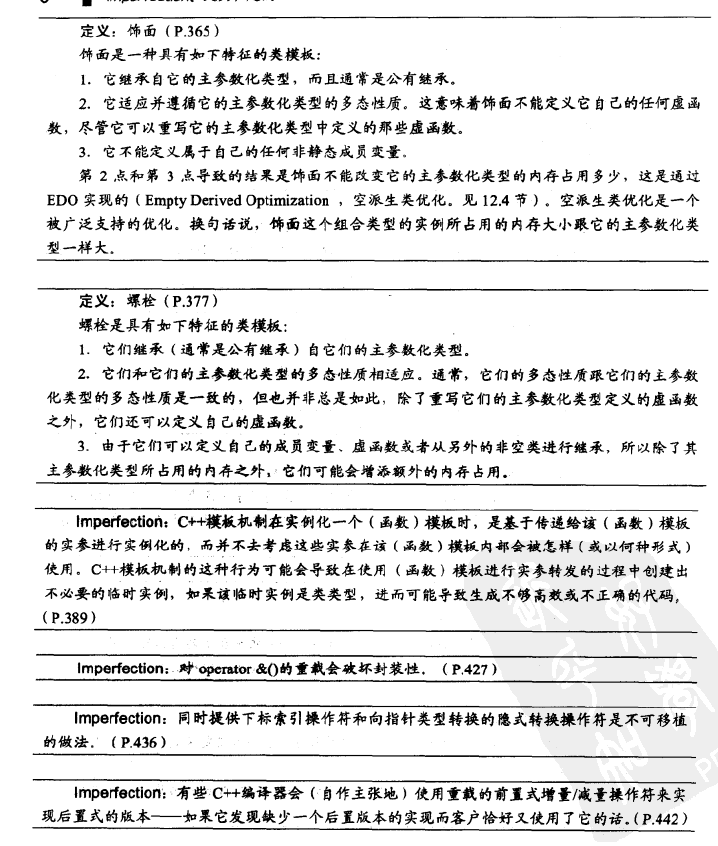 定义：饰面（P.365）
饰面是一种具有如下特征的类模板：
1．它继承自它的主参数化类型，而且通常是公有继承。
2．它适应并遵循它的主参数化类型的多态性质。这意味着饰面不能定义它自己的任何虚函
数，尽管它可以重写它的主参数化类型中定义的那些虚函数。
3．它不能定义属于自己的任何非静态成员变量。
第 2 点和第 3 点导致的结果是饰面不能改变它的主参数化类型的内存占用多少，这是通过
EDO 实现的（Empty Derived Optimization ，空派生类优化。见 12.4 节）。空派生类优化是一个
被广泛支持的优化。换句话说，饰面这个组合类型的实例所占用的内存大小跟它的主参数化类
型一样大。
定义：螺栓（P.377）
螺栓是具有如下特征的类模板：
1．它们继承（通常是公有继承）自它们的主参数化类型。
2．它们和它们的主参数化类型的多态性质相适应。通常，它们的多态性质跟它们的主参数
化类型的多态性质是一致的，但也并非总是如此，除了重写它们的主参数化类型定义的虚函数
之外，它们还可以定义自己的虚函数。
3．由于它们可以定义自己的成员变量、虚函数或者从另外的非空类进行继承，所以除了其
主参数化类型所占用的内存之外，它们可能会增添额外的内存占用。
Imperfection：C++模板机制在实例化一个（函数）模板时，是基于传递给该（函数）模板
的实参进行实例化的，而并不去考虑这些实参在该（函数）模板内部会被怎样（或以何种形式）
使用。C++模板机制的这种行为可能会导致在使用（函数）模板进行实参转发的过程中创建出
不必要的临时实例，如果该临时实例是类类型，进而可能导致生成不够高效或不正确的代码。
（P.389）
Imperfection：对 operator &()的重载会破坏封装性。（P.427）
Imperfection：同时提供下标索引操作符和向指针类型转换的隐式转换操作符是不可移植
的做法。（P.436）
Imperfection：有些 C++编译器会（自作主张地）使用重载的前置式增量/减量操作符来实
现后置式的版本——如果它发现缺少一个后置版本的实现而客户恰好又使用了它的话。（P.442）